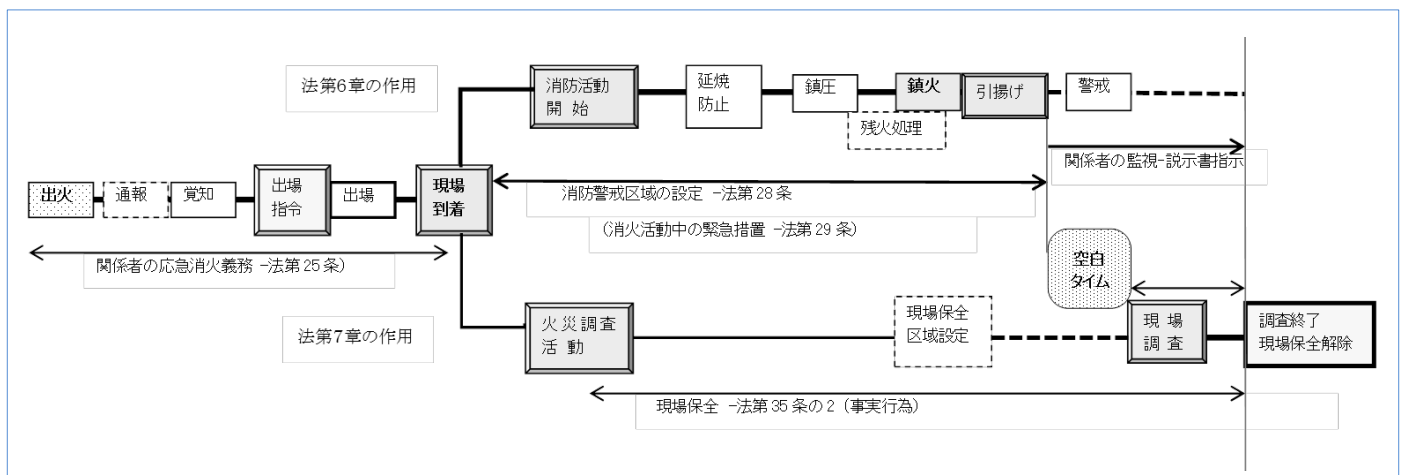 法第6章の作用
消防活動
開 始
延焼
防止
鎮圧
鎮火
引揚げ
警戒
残火処理
関係者の監視-説示書指示
出火
通報
覚知
出場
指令
出場
現場
到着
消防警戒区域の設定 -法第28条
(消火活動中の緊急措置 -法第29条)
関係者の応急消火義務 -法第25条)
空白
タイム
法第7章の作用
火災調査
活 動
現場保全
区域設定
現 場
調 査
調査終了
現場保全解除
現場保全 -法第35条の2(事実行為)